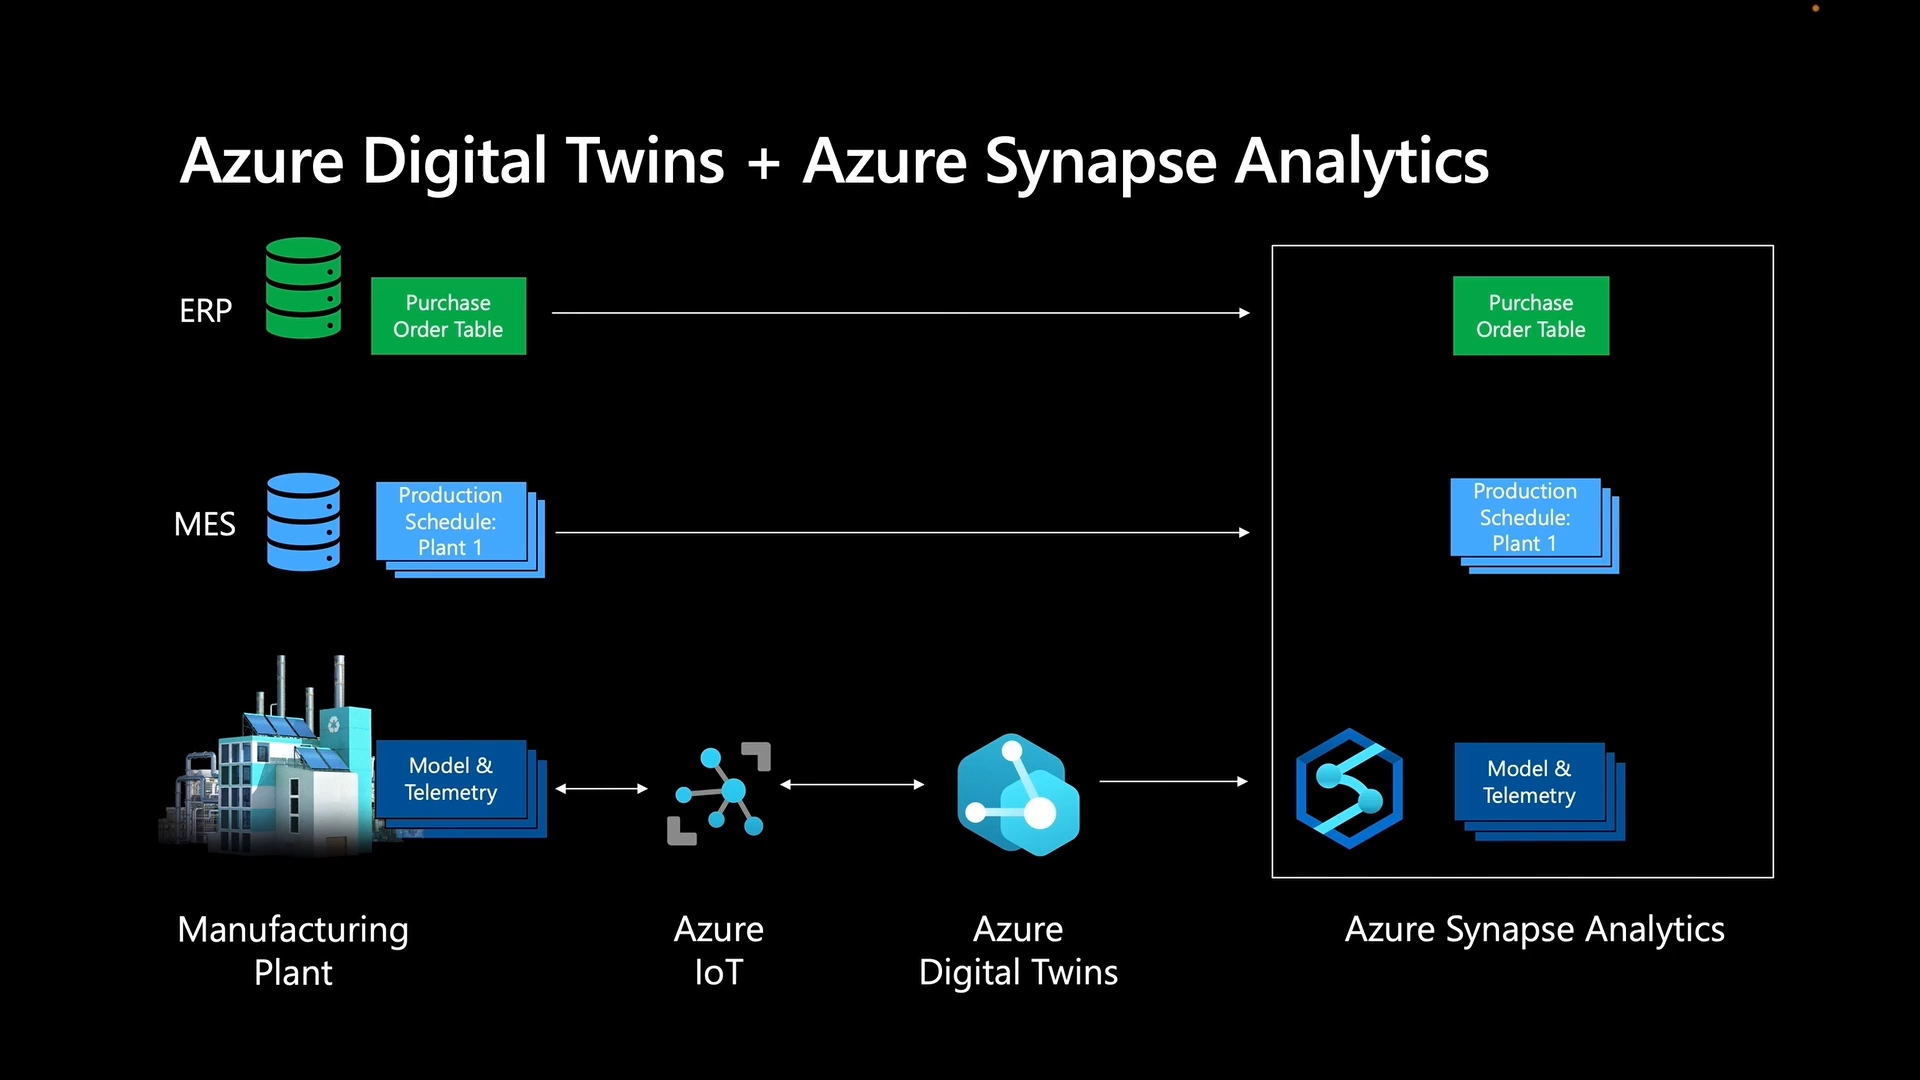 Azure Digital Twins + Azure Synapse Analytics
ERP
Purchase
Order Table
Purchase
Order Table
MES
Production
Schedule:
Plant 1
Production
Schedule:
Plant 1
Model &
Telemetry
Model &
Telemetry
Manufacturing
Plant
Azure
IoT
Azure
Digital Twins
Azure Synapse Analytics